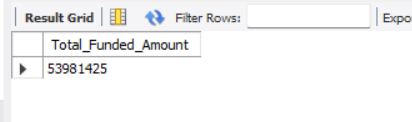 Result Grid Filter Rows: Expo
Total_Funded_Amount
53981425